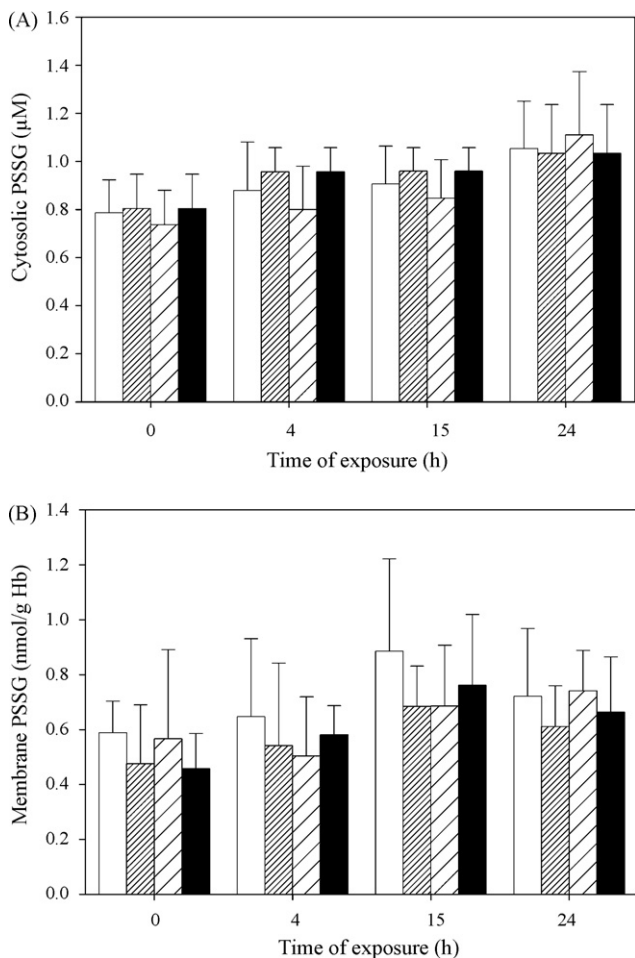 (A)
Cytosolic PSSG (µM)
1.6
1.4
1.2
1.0
0.8
0.6
0.4
0.2
0.0
0 4 15 24
Time of exposure (h)
(B)
Membrane PSSG (nmol/g Hb)
1.4
1.2
1.0
0.8
0.6
0.4
0.2
0.0
0 4 15 24
Time of exposure (h)